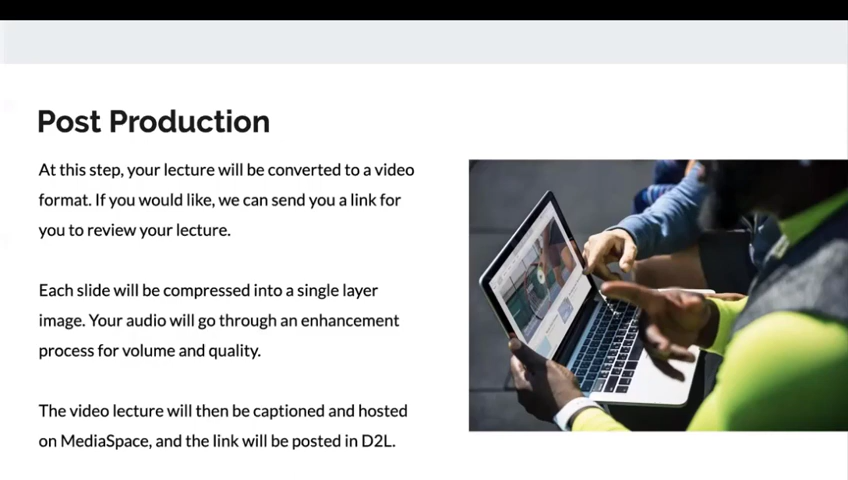 Post Production
At this step, your lecture will be converted to a video
format. If you would like, we can send you a link for
you to review your lecture.
Each slide will be compressed into a single layer
image. Your audio will go through an enhancement
process for volume and quality.
The video lecture will then be captioned and hosted
on MediaSpace, and the link will be posted in D2L.